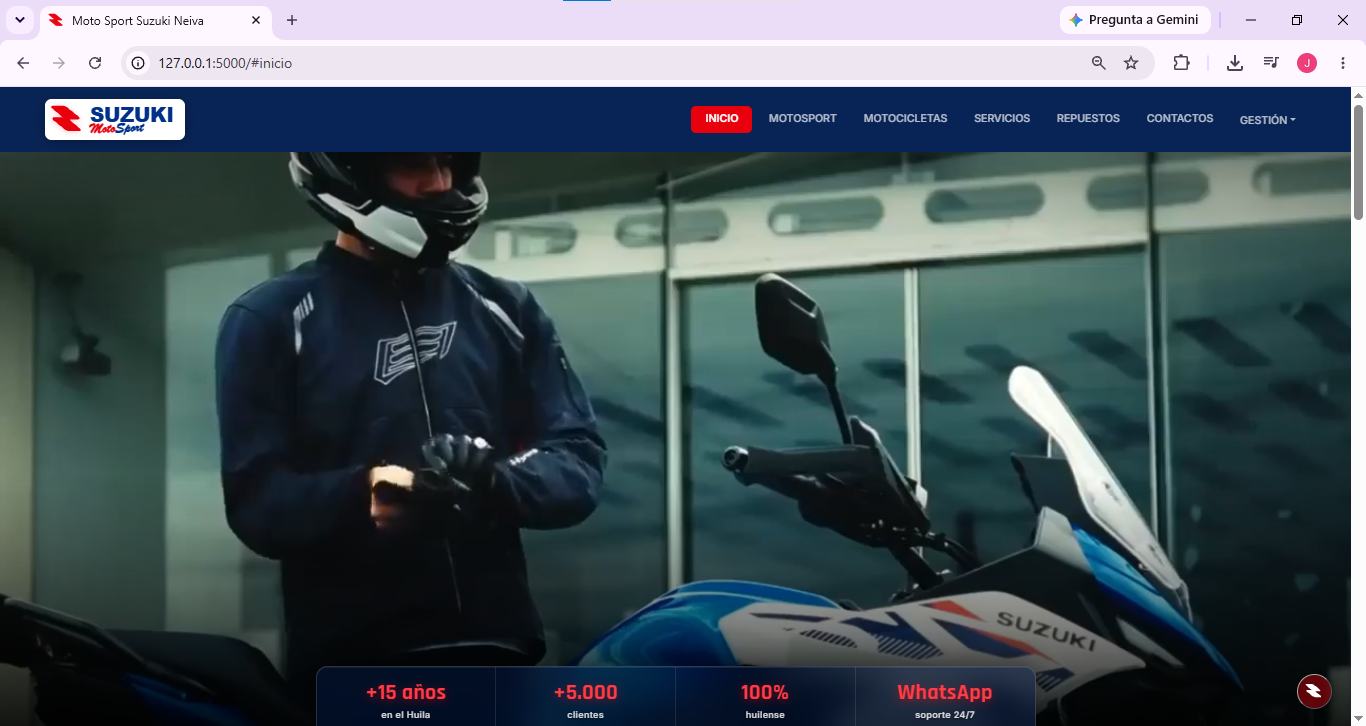 Moto Sport Suzuki Neiva
Pregunta a Gemini
127.0.0.1:5000/#inicio
J
SUZUKI
MotoSport
INICIO
MOTOSPORT
MOTOCICLETAS
SERVICIOS
REPUESTOS
CONTACTOS
GESTIÓN
SUZUKI
+15 años
en el Huila
+5.000
clientes
100%
huilense
WhatsApp
soporte 24/7